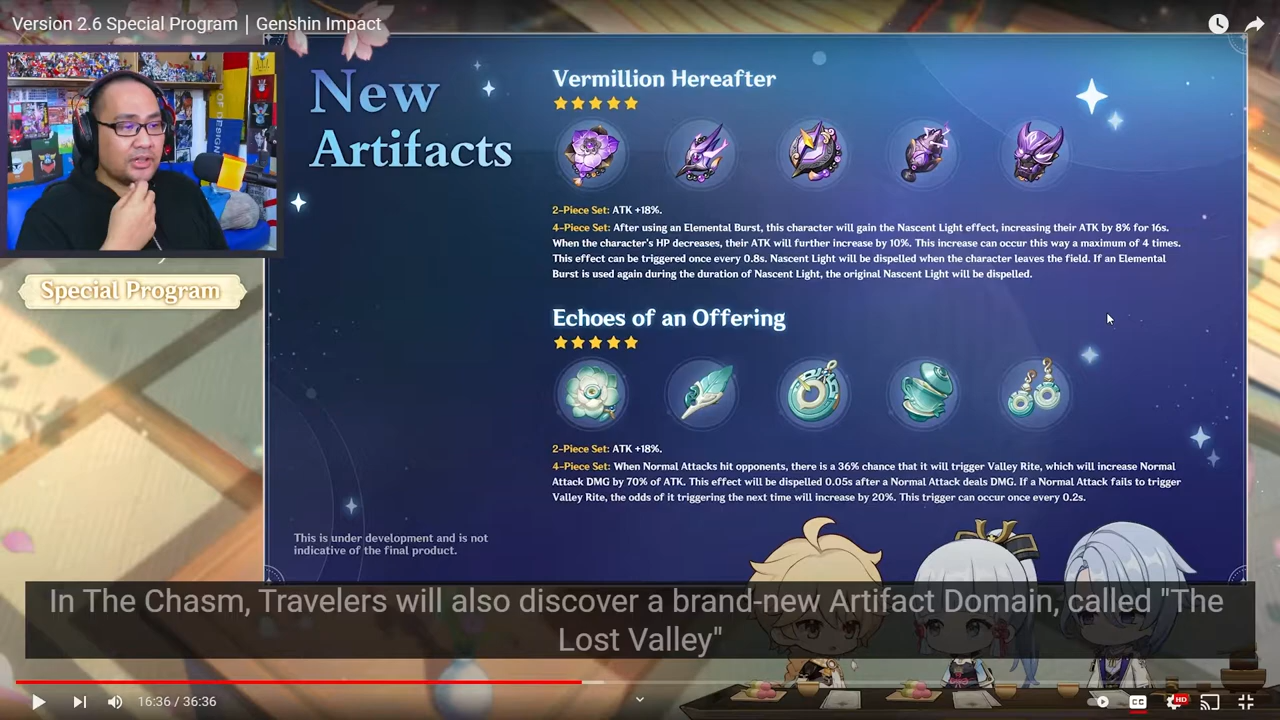 Version 2.6 Special Program │ Genshin Impact
New
Artifacts
Vermillion Hereafter
2-Piece Set: ATK +18%.
4-Piece Set: After using an Elemental Burst, this character will gain the Nascent Light effect, increasing their ATK by 8% for 16s.
When the character's HP decreases, their ATK will further increase by 10%. This increase can occur this way a maximum of 4 times.
This effect can be triggered once every 0.8s. Nascent Light will be dispelled when the character leaves the field. If an Elemental
Burst is used again during the duration of Nascent Light, the original Nascent Light will be dispelled.
Special Program
Echoes of an Offering
2-Piece Set: ATK +18%.
4-Piece Set: When Normal Attacks hit opponents, there is a 36% chance that it will trigger Valley Rite, which will increase Normal
Attack DMG by 70% of ATK. This effect will be dispelled 0.05s after a Normal Attack deals DMG. If a Normal Attack fails to trigger
Valley Rite, the odds of it triggering the next time will increase by 20%. This trigger can occur once every 0.2s.
This is under development and is not
indicative of the final product.
In The Chasm, Travelers will also discover a brand-new Artifact Domain, called "The
Lost Valley"
16:36 / 36:36
CC
HD